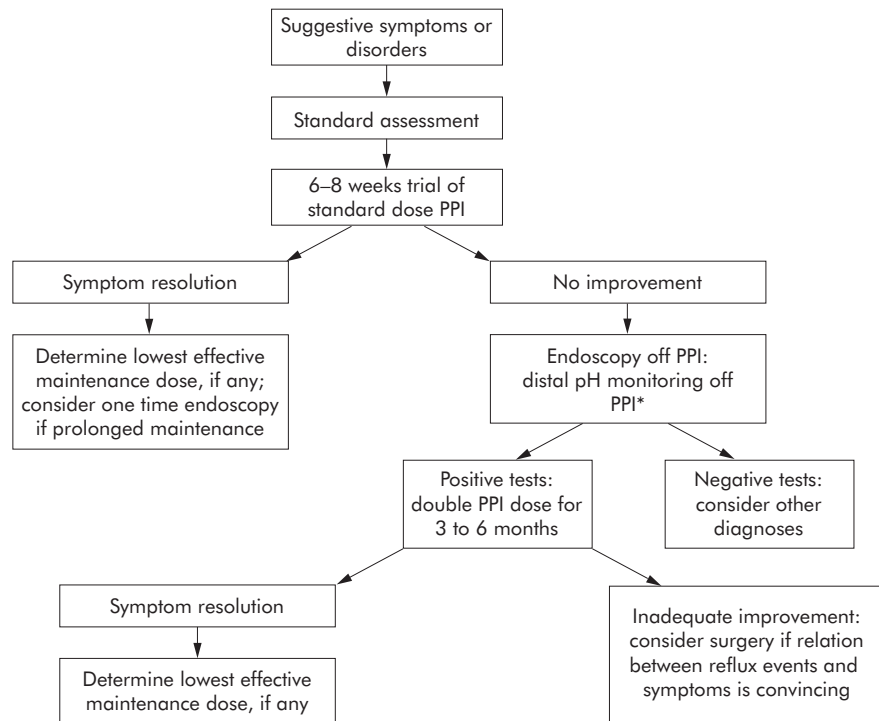 Suggestive symptoms or
disorders
Standard assessment
6–8 weeks trial of
standard dose PPI
Symptom resolution
No improvement
Determine lowest effective
maintenance dose, if any;
consider one time endoscopy
if prolonged maintenance
Endoscopy off PPI:
distal pH monitoring off
PPI*
Positive tests:
double PPI dose for
3 to 6 months
Negative tests:
consider other
diagnoses
Symptom resolution
Inadequate improvement:
consider surgery if relation
between reflux events and
symptoms is convincing
Determine lowest effective
maintenance dose, if any